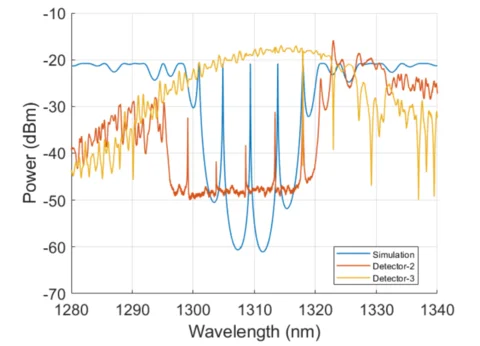 -10
-20
-30
-40
-50
-60
-70
Power (dBm)
1280
1290
1300
1310
1320
1330
1340
Wavelength (nm)
Simulation
Detector-2
Detector-3